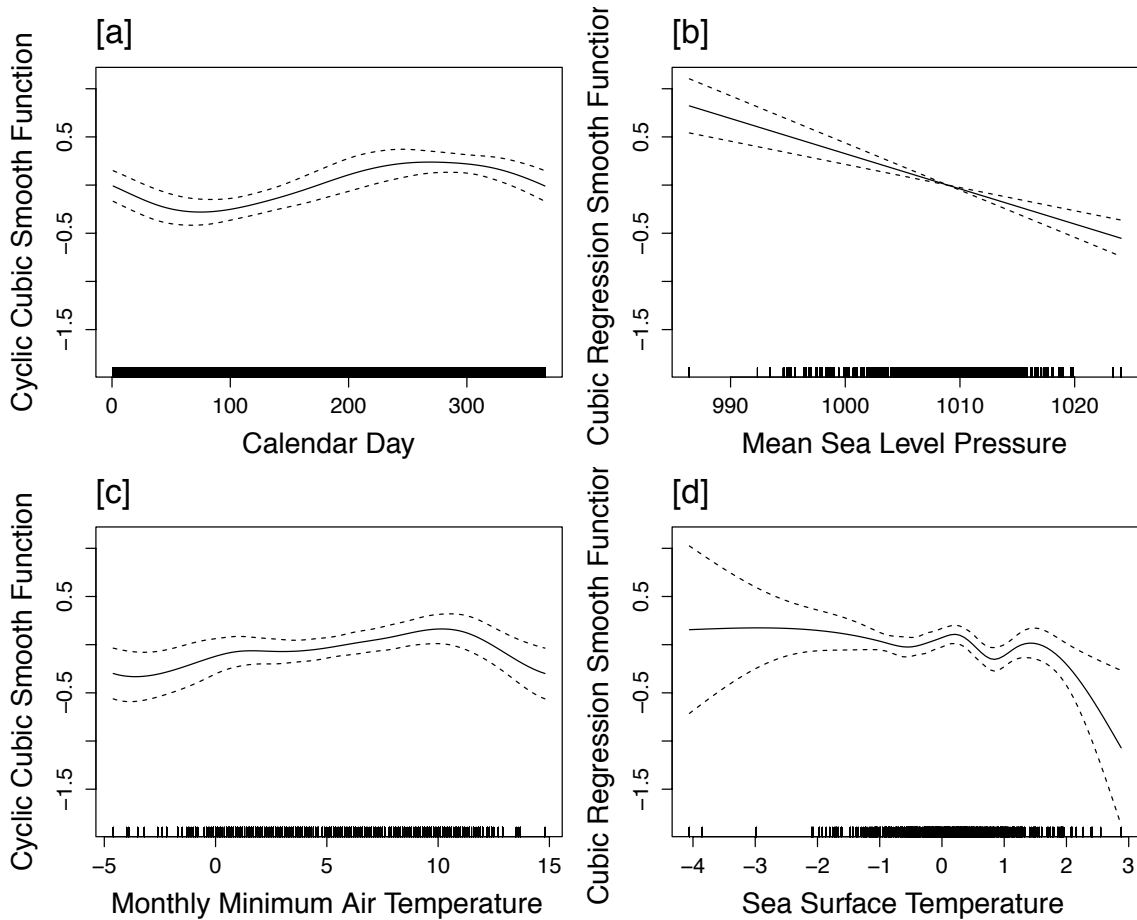 [a]
Cyclic Cubic Smooth Function
0.5
−0.5
−1.5
0 100 200 300
Calendar Day
[b]
Cubic Regression Smooth Function
0.5
−0.5
−1.5
990 1000 1010 1020
Mean Sea Level Pressure
[c]
Cyclic Cubic Smooth Function
0.5
−0.5
−1.5
−5 0 5 10 15
Monthly Minimum Air Temperature
[d]
Cubic Regression Smooth Function
0.5
−0.5
−1.5
−4 −3 −2 −1 0 1 2 3
Sea Surface Temperature